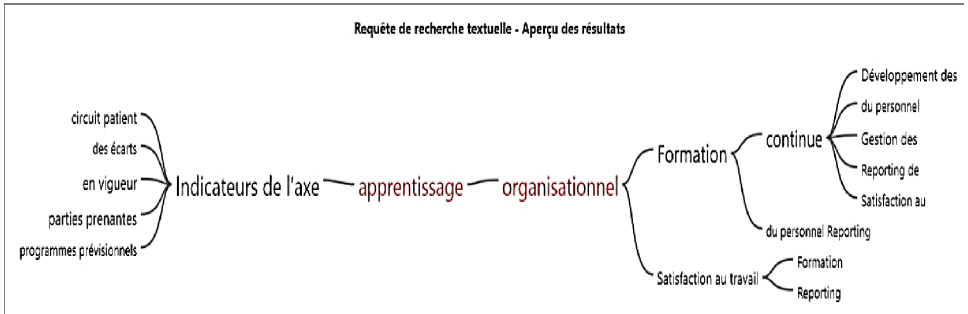 Requête de recherche textuelle - Aperçu des résultats
circuit patient
des écarts
en vigueur
parties prenantes
programmes prévisionnels
Indicateurs de l'axe
apprentissage
organisationnel
Formation
continue
Développement des
du personnel
Gestion des
Reporting de
Satisfaction au
du personnel Reporting
Satisfaction au travail
Formation
Reporting